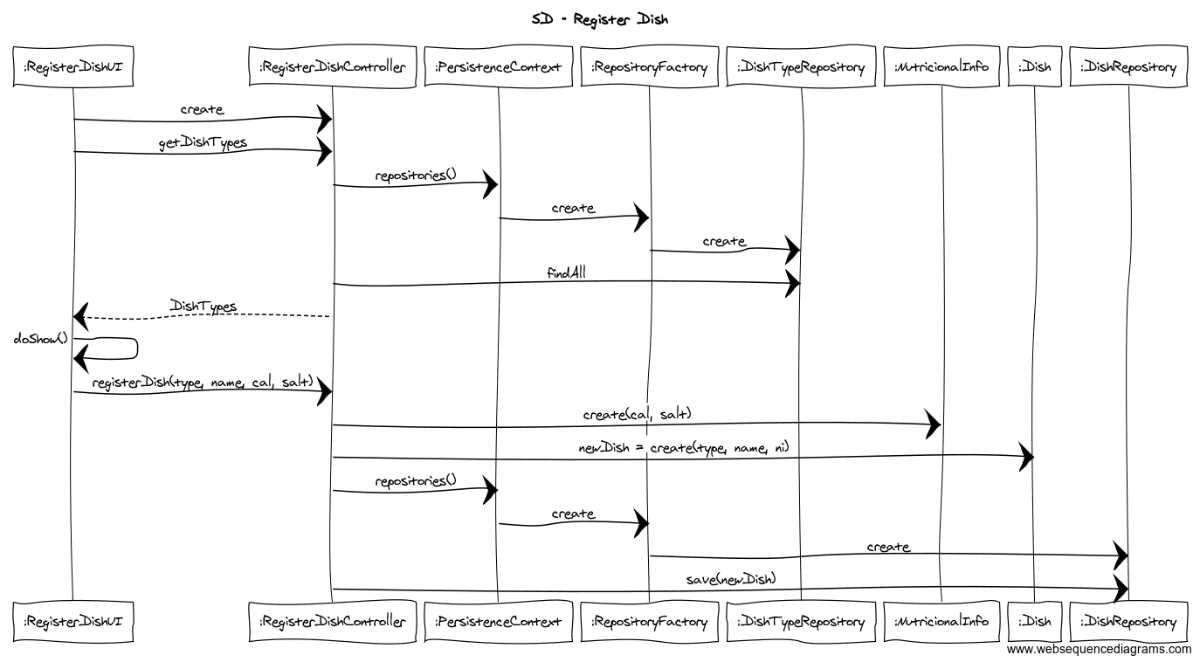 SD - Register Dish
:RegisterDishUI :RegisterDishController :PersistenceContext :RepositoryFactory :DishTypeRepository :NutricionalInfo :Dish :DishRepository
create
getDishTypes
repositories()
create
create
findAll
DishTypes
doShow()
registerDish(type, name, cal, salt)
create(cal, salt)
newDish = create(type, name, ni)
repositories()
create
create
save(newDish)
:RegisterDishUI :RegisterDishController :PersistenceContext :RepositoryFactory :DishTypeRepository :NutricionalInfo :Dish :DishRepository
www.websequencediagrams.com